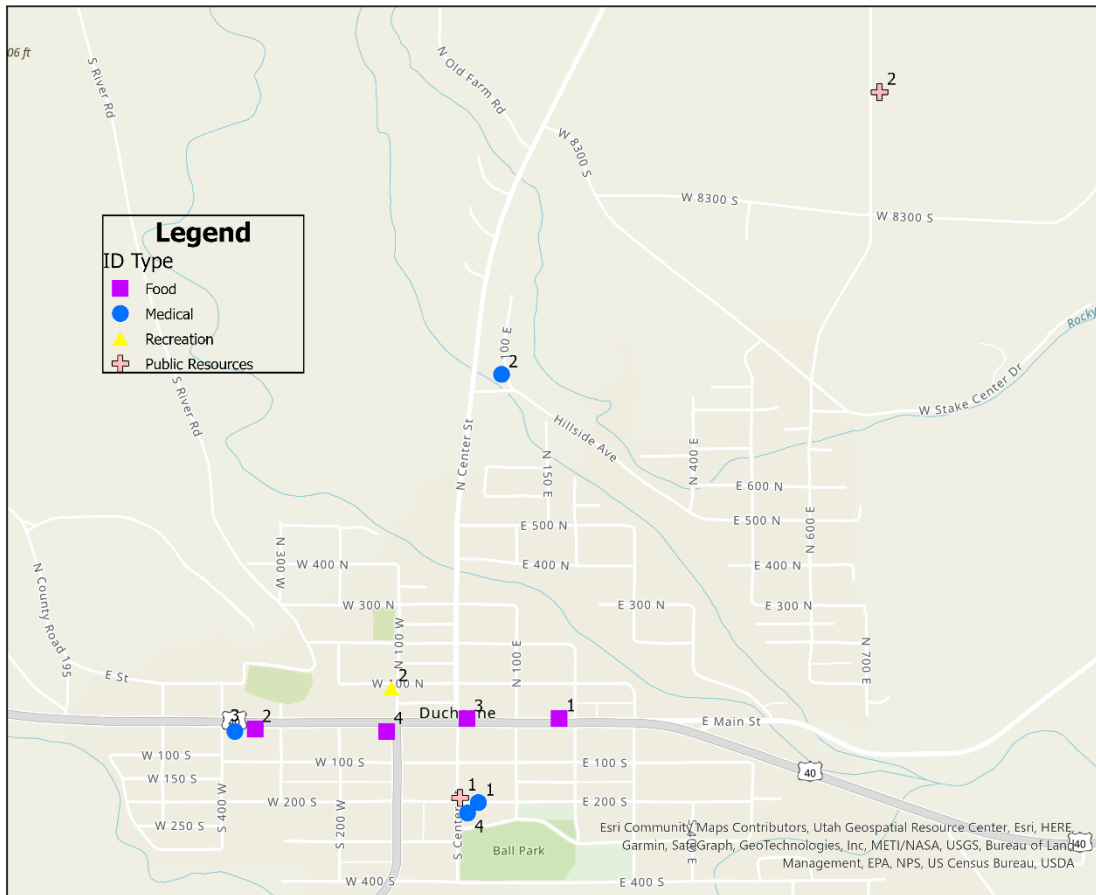 06 ft
S River Rd
N Old Farm Rd
2
W 8300 S
W 8300 S
W 8300 S
Legend
ID Type
Food
Medical
Recreation
Public Resources
Rocky
S River Rd
2
100 E
W Stake Center Dr
Hillside Ave
N Center St
N 150 E
N 400 E
E 600 N
E 500 N
E 500 N
N 600 E
N 300 W
W 400 N
E 400 N
E 400 N
N County Road 195
W 300 N
E 300 N
E 300 N
N 100 W
N 100 E
N 700 E
E St
2
W 100 N
3
2
4
3
1
Duchesne
E Main St
40
W 100 S
W 100 S
E 100 S
W 150 S
40
W 200 S
1
1
E 200 S
S 400 W
W 250 S
S 200 W
S Center
4
S 400 E
Ball Park
W 400 S
E 400 S
40
Esri Community Maps Contributors, Utah Geospatial Resource Center, Esri, HERE,
Garmin, SafeGraph, GeoTechnologies, Inc, METI/NASA, USGS, Bureau of Land
Management, EPA, NPS, US Census Bureau, USDA